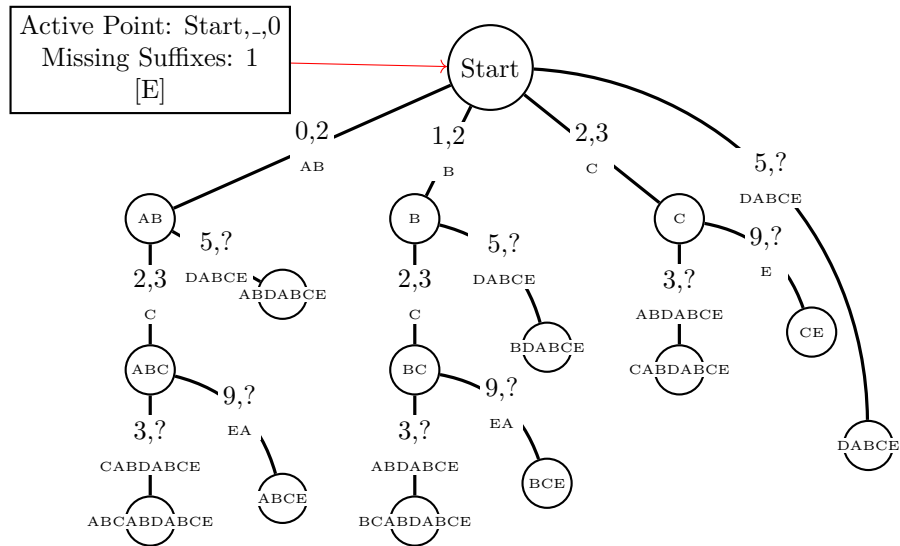 Active Point: Start,_,0
Missing Suffixes: 1
[E]
Start
0,2
AB
1,2
B
2,3
C
5,?
DABCE
AB
B
C
5,?
DABCE
5,?
DABCE
9,?
E
2,3
C
2,3
C
3,?
ABDABCE
ABDABCE
BDABCE
CE
ABC
BC
CABDABCE
9,?
EA
9,?
EA
3,?
CABDABCE
3,?
ABDABCE
DABCE
ABCE
BCE
ABCABDABCE
BCABDABCE